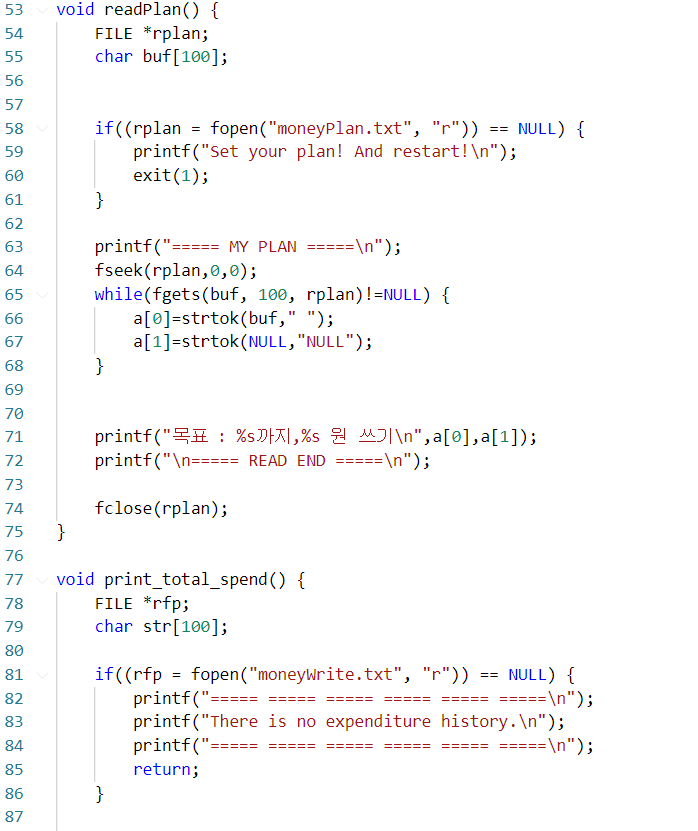 53 void readPlan() {
54 FILE *rplan;
55 char buf[100];
56
57
58 if((rplan = fopen("moneyPlan.txt", "r")) == NULL) {
59 printf("Set your plan! And restart!\n");
60 exit(1);
61 }
62
63 printf("===== MY PLAN =====\n");
64 fseek(rplan,0,0);
65 while(fgets(buf, 100, rplan)!=NULL) {
66 a[0]=strtok(buf," ");
67 a[1]=strtok(NULL,"NULL");
68 }
69
70
71 printf("목표 : %s까지,%s 원 쓰기\n",a[0],a[1]);
72 printf("\n===== READ END =====\n");
73
74 fclose(rplan);
75 }
76
77 void print_total_spend() {
78 FILE *rfp;
79 char str[100];
80
81 if((rfp = fopen("moneyWrite.txt", "r")) == NULL) {
82 printf("===== ===== ===== ===== ===== =====\n");
83 printf("There is no expenditure history.\n");
84 printf("===== ===== ===== ===== ===== =====\n");
85 return;
86 }
87